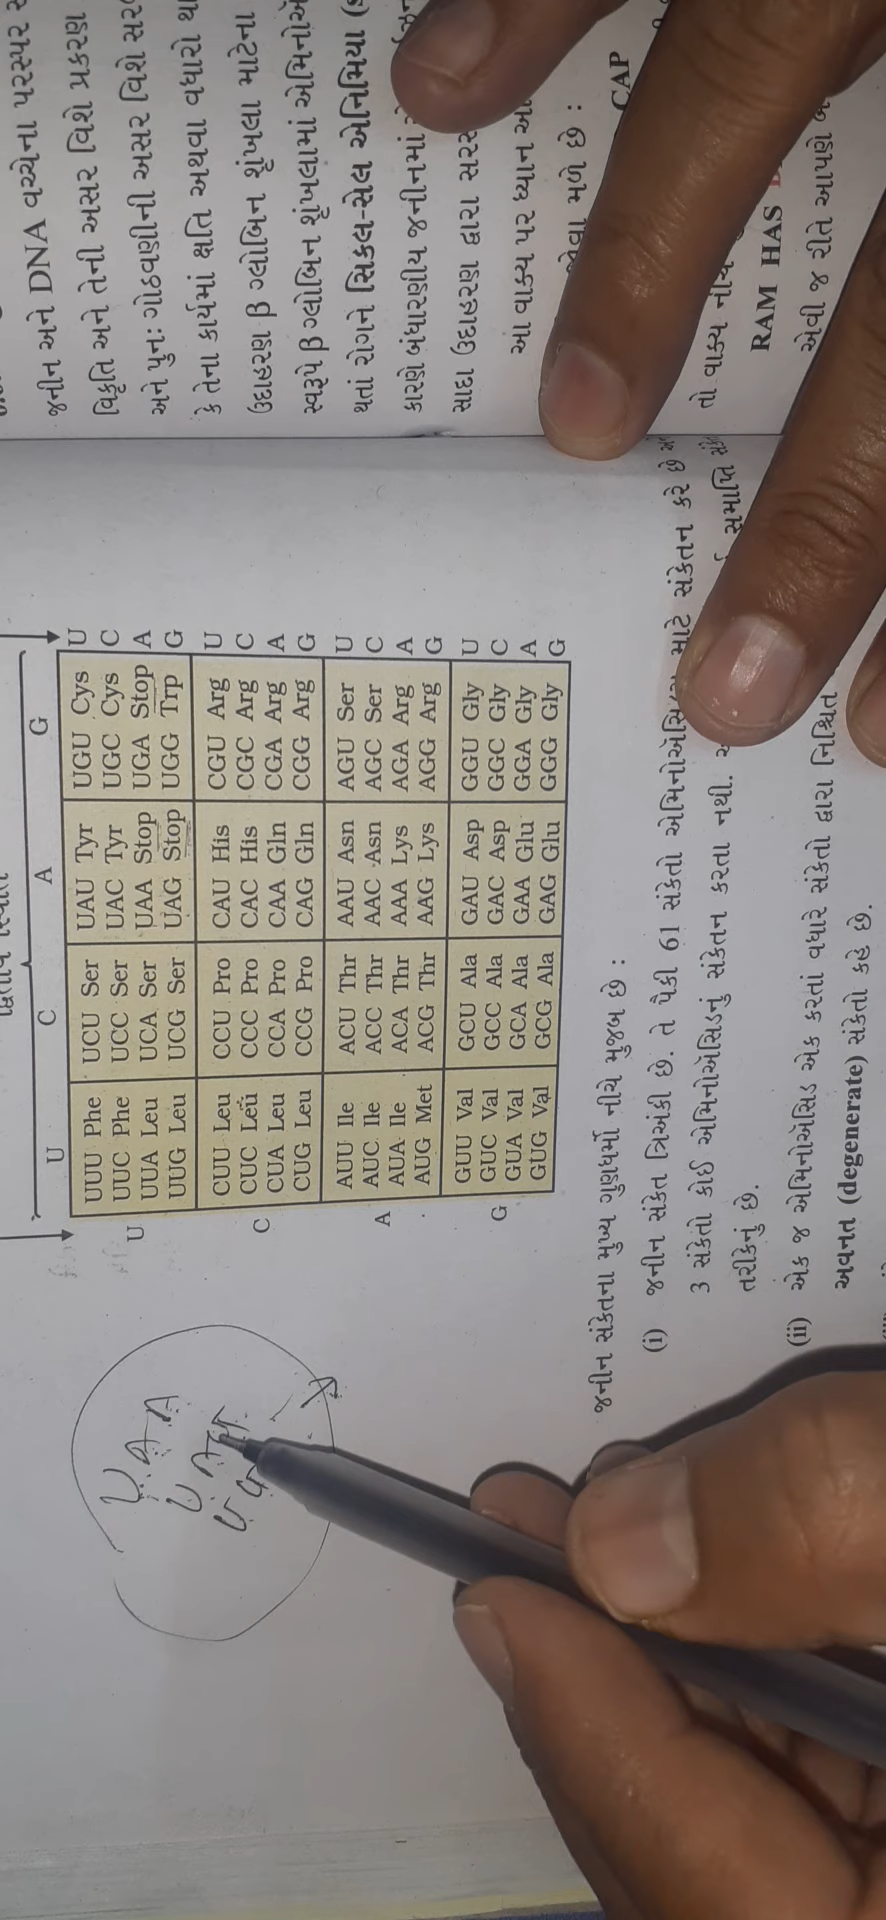 જનીન અને DNA વચ્ચેના પરસ્પર
વિકૃતિ અને તેની અસર વિશે પ્રકરણ
અને પુનઃ ગોઠવાણીની અસર વિશે
કે તેના કાર્યમાં ક્ષતિ અથવા વધારો
ઉદાહરણ β ગ્લોબિન શૃંખલા માટેના
સ્વરૂપે β ગ્લોબિન શૃંખલામાં
થતાં રોગને સિકલ-સેલ એનિમિયા
કારણે બંધારણીય જનીનમાં
સાદા ઉદાહરણ દ્વારા
આ વાક્ય પર ધ્યાન
મળે છે :
CAP
તો વાક્ય
RAM HAS
એવી જ રીતે આપણે
U C A G
U
UUU Phe UCU Ser UAU Tyr UGU Cys U
UUC Phe UCC Ser UAC Tyr UGC Cys C
UUA Leu UCA Ser UAA Stop UGA Stop A
UUG Leu UCG Ser UAG Stop UGG Trp G
C
CUU Leu CCU Pro CAU His CGU Arg U
CUC Leu CCC Pro CAC His CGC Arg C
CUA Leu CCA Pro CAA Gln CGA Arg A
CUG Leu CCG Pro CAG Gln CGG Arg G
A
AUU Ile ACU Thr AAU Asn AGU Ser U
AUC Ile ACC Thr AAC Asn AGC Ser C
AUA Ile ACA Thr AAA Lys AGA Arg A
AUG Met ACG Thr AAG Lys AGG Arg G
G
GUU Val GCU Ala GAU Asp GGU Gly U
GUC Val GCC Ala GAC Asp GGC Gly C
GUA Val GCA Ala GAA Glu GGA Gly A
GUG Val GCG Ala GAG Glu GGG Gly G
જનીન સંકેતના મુખ્ય ગુણધર્મો નીચે મુજબ છે :
(i) જનીન સંકેત ત્રિઅંકી છે. તે પૈકી 61 સંકેતો માટે સંકેતન કરે છે
3 સંકેતો કોઈ એમિનોઍસિડનું સંકેતન કરતા નથી. સમાપ્તિ
તરીકેનું છે.
(ii) એક જ એમિનોઍસિડ એક કરતાં વધારે સંકેતો દ્વારા નિશ્ચિત
અવનત (degenerate) સંકેતો કહે છે.
UAA